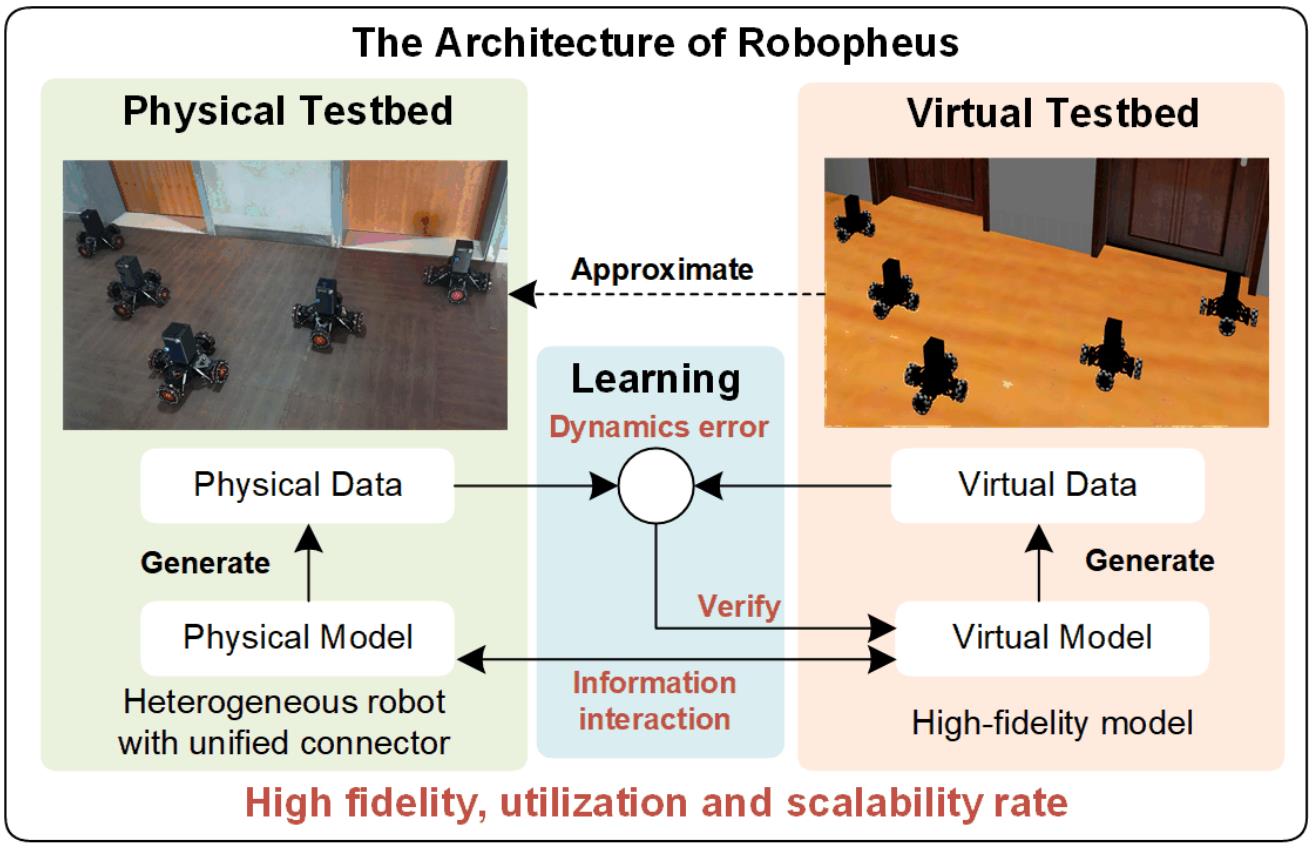 The Architecture of Robopheus
Physical Testbed
Virtual Testbed
Approximate
Learning
Dynamics error
Physical Data
Virtual Data
Generate
Generate
Verify
Physical Model
Virtual Model
Information
interaction
Heterogeneous robot
with unified connector
High-fidelity model
High fidelity, utilization and scalability rate